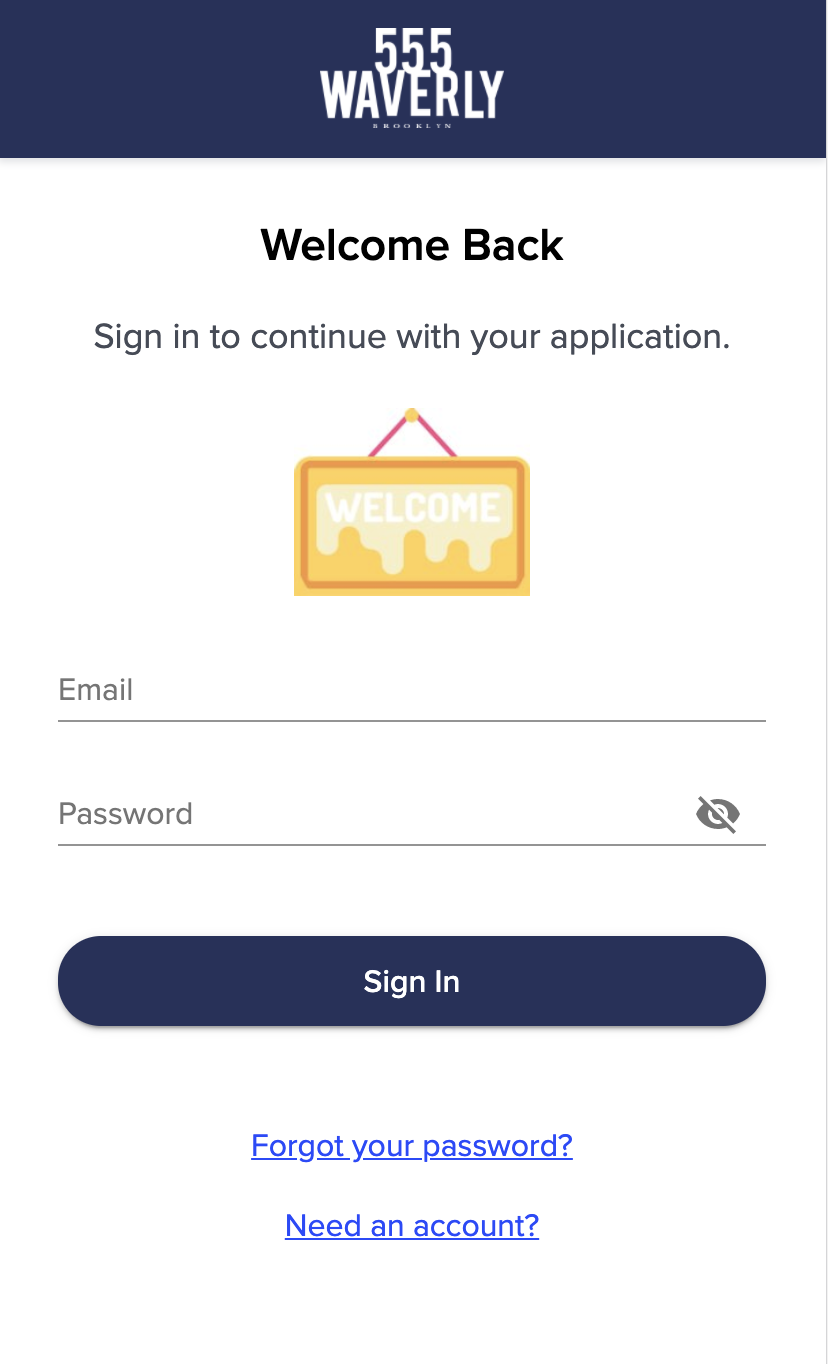 555
WAVERLY
BROOKLYN
Welcome Back
Sign in to continue with your application.
WELCOME
Email
Password
Sign In
Forgot your password?
Need an account?